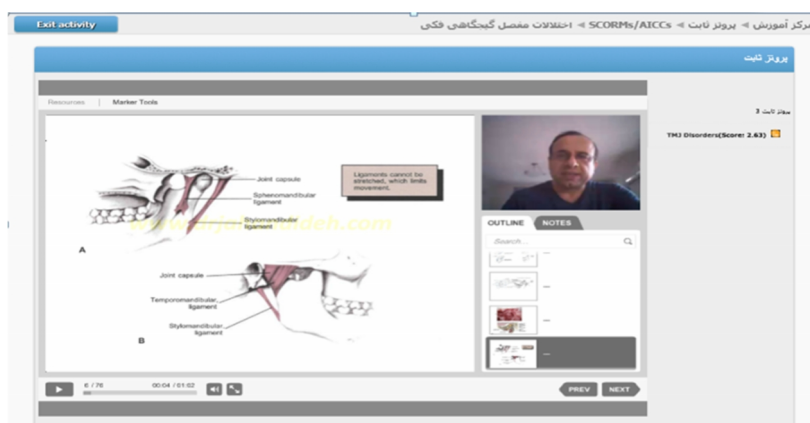 Exit activity
مرکز آموزش ◄ پروتز ثابت ◄ SCORMs/AICCs ◄ اختلالات مفصل گیجگاهی فکی
پروتز ثابت
پروتز ثابت 3
TMJ Disorders(Score: 2.63)
Resources | Marker Tools
Joint capsule
Sphenomandibular
ligament
Stylomandibular
ligament
A
Ligaments cannot be
stretched, which limits
movement.
Joint capsule
Temporomandibular
ligament
Stylomandibular
ligament
B
OUTLINE NOTES
Search...
6 / 76 00:04 / 01:02
PREV NEXT